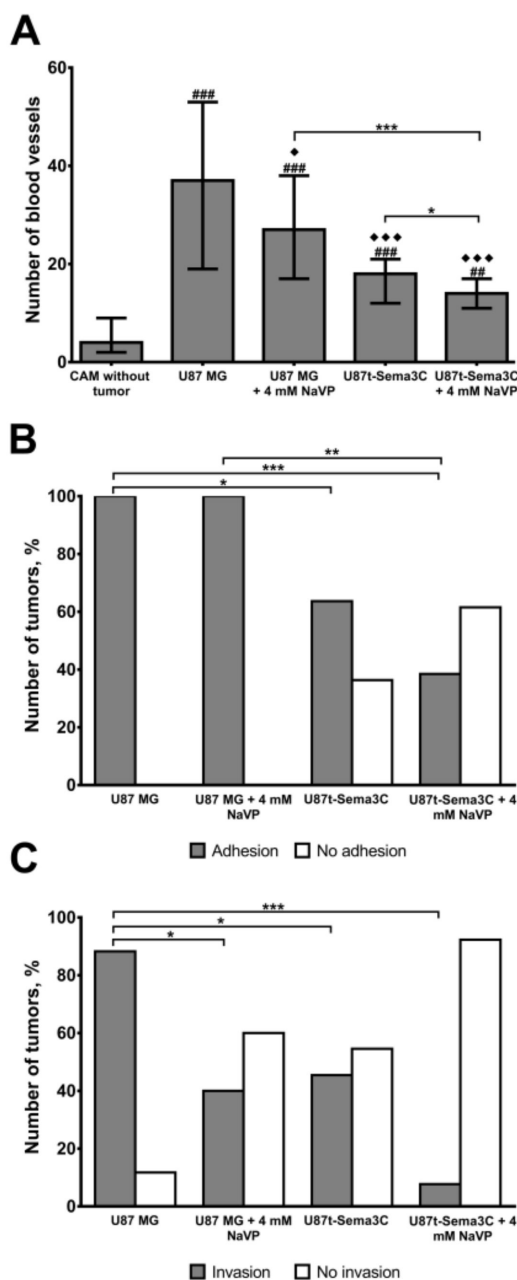 A
Number of blood vessels
60
40
20
0
###
◆
###
***
◆◆◆
###
*
◆◆◆
##
CAM without
tumor
U87 MG
U87 MG
+ 4 mM NaVP
U87t-Sema3C
U87t-Sema3C
+ 4 mM NaVP
B
**
***
*
Number of tumors, %
100
80
60
40
20
0
U87 MG
U87 MG + 4 mM
NaVP
U87t-Sema3C
U87t-Sema3C + 4
mM NaVP
Adhesion
No adhesion
C
***
*
*
Number of tumors, %
100
80
60
40
20
0
U87 MG
U87 MG + 4 mM
NaVP
U87t-Sema3C
U87t-Sema3C + 4
mM NaVP
Invasion
No invasion